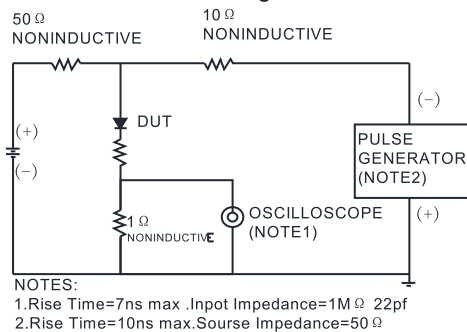 50 Ω
NONINDUCTIVE
10 Ω
NONINDUCTIVE
(+)
(-)
DUT
1 Ω
NONINDUCTIVE
OSCILLOSCOPE
(NOTE1)
(-)
PULSE
GENERATOR
(NOTE2)
(+)
NOTES:
1.Rise Time=7ns max .Inpot Impedance=1M Ω 22pf
2.Rise Time=10ns max.Sourse Impedance=50 Ω